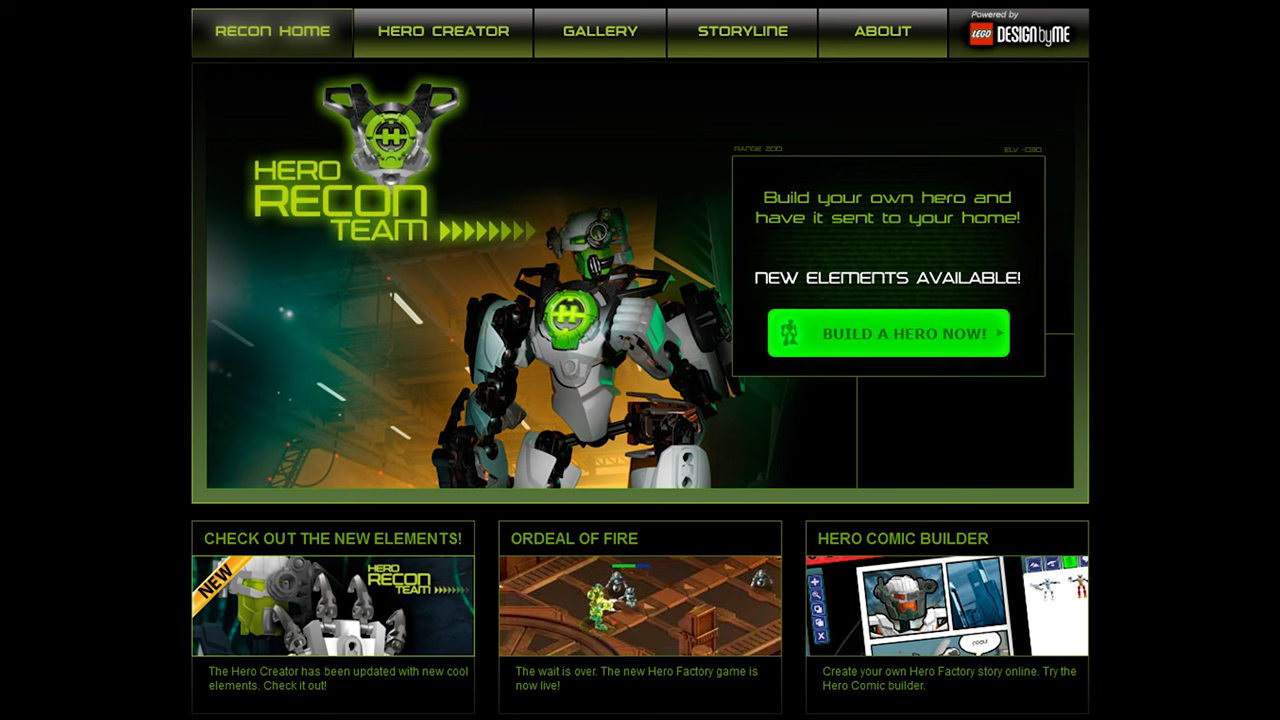 RECON HOME
HERO CREATOR
GALLERY
STORYLINE
ABOUT
Powered by
LEGO DESIGNbyME
HERO
RECON
TEAM
RANGE 200
ELV -030
Build your own hero and
have it sent to your home!
NEW ELEMENTS AVAILABLE!
BUILD A HERO NOW!
CHECK OUT THE NEW ELEMENTS!
NEW
HERO
RECON
TEAM
The Hero Creator has been updated with new cool
elements. Check it out!
ORDEAL OF FIRE
The wait is over. The new Hero Factory game is
now live!
HERO COMIC BUILDER
COOL!
Create your own Hero Factory story online. Try the
Hero Comic builder.